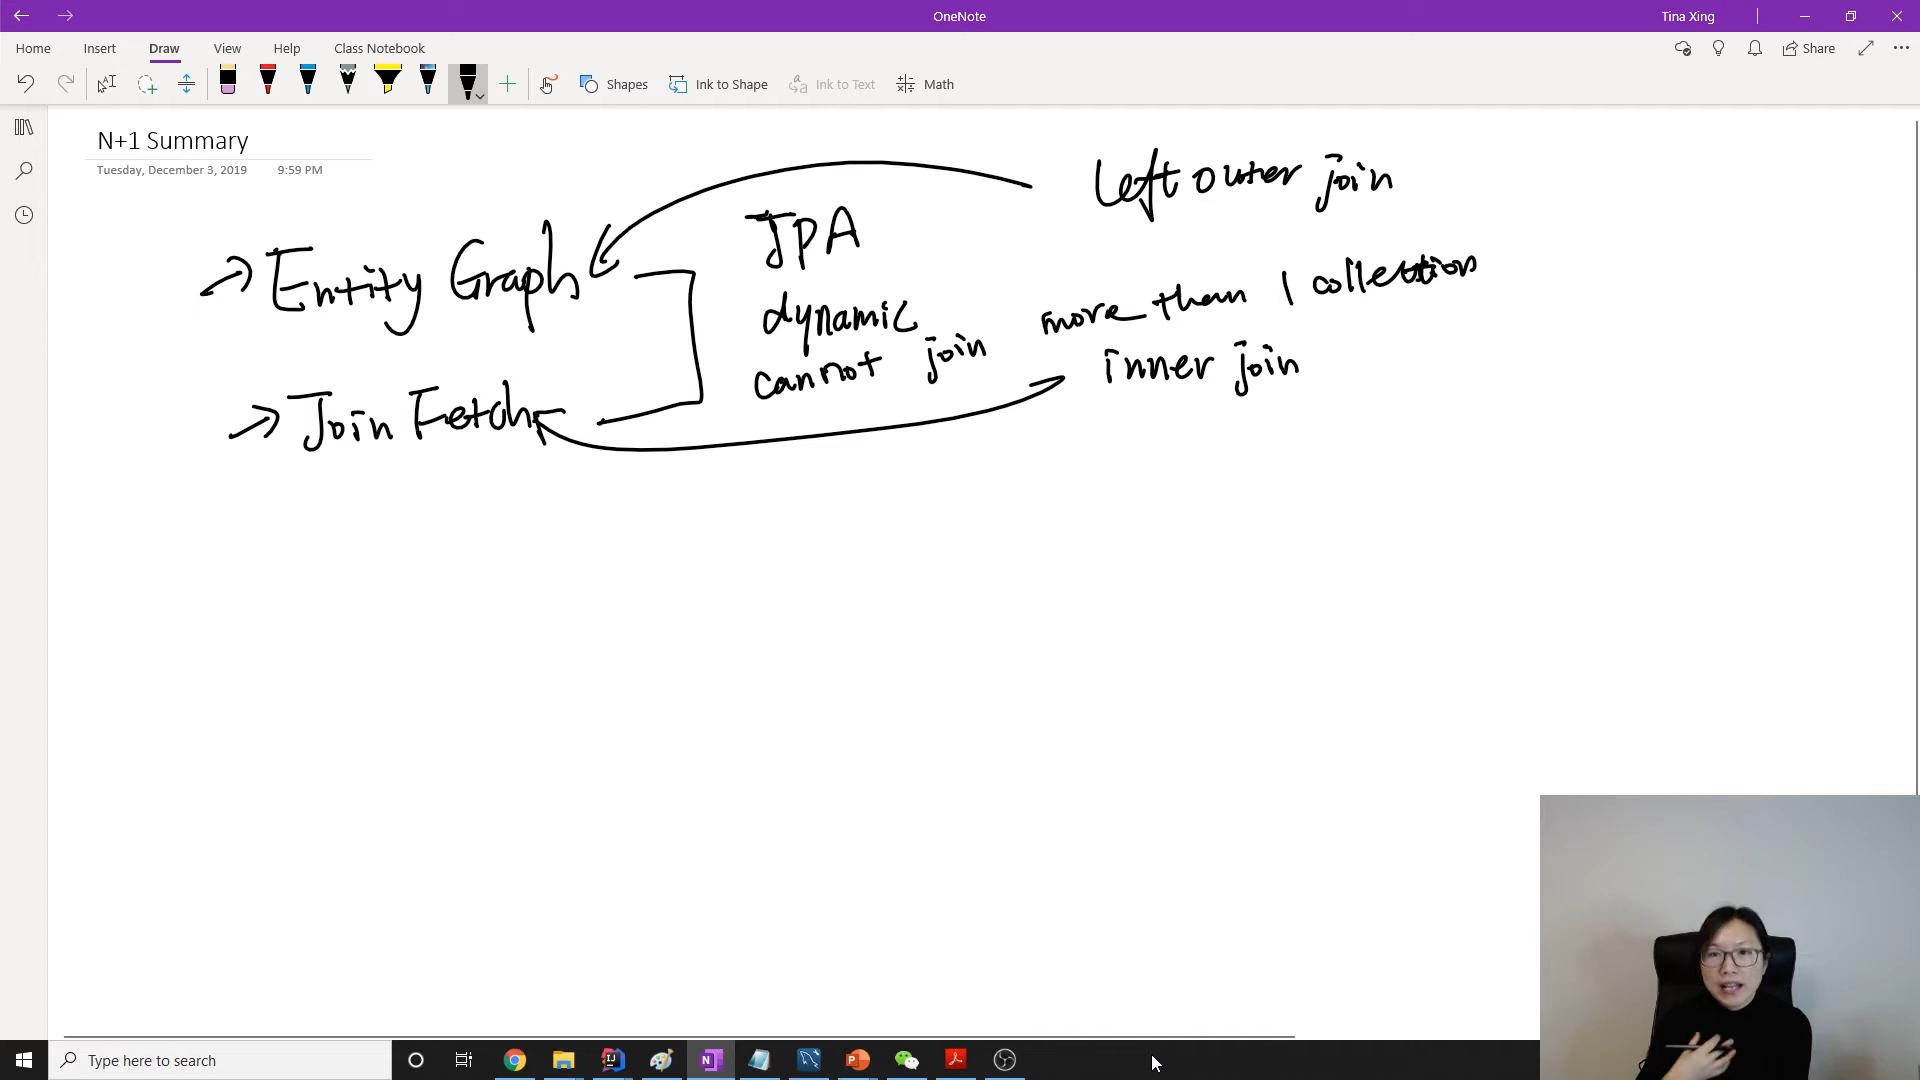 OneNote
Tina Xing
Home Insert Draw View Help Class Notebook
Share
Shapes Ink to Shape Ink to Text Math
N+1 Summary
Tuesday, December 3, 2019 9:59 PM
Left outer join
JPA
Entity Graph
dynamic
cannot join more than 1 collection
inner join
Join Fetch
Type here to search